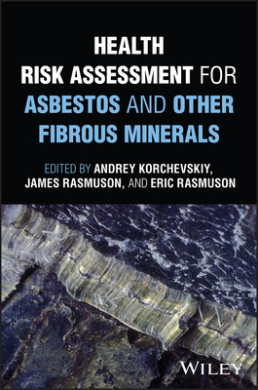 HEALTH
RISK ASSESSMENT FOR
ASBESTOS AND OTHER
FIBROUS MINERALS
EDITED BY ANDREY KORCHEVSKIY,
JAMES RASMUSON, AND ERIC RASMUSON
WILEY